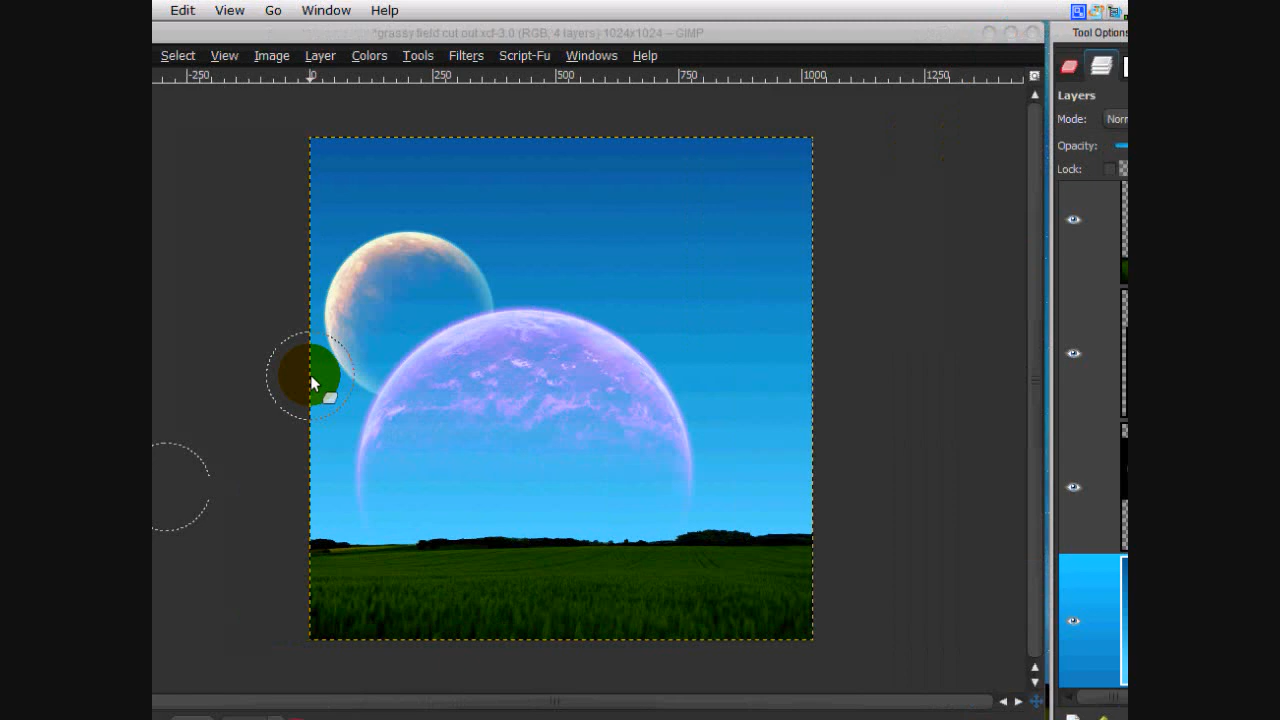 Edit View Go Window Help
*grassy field cut out.xcf-3.0 (RGB, 4 layers) 1024x1024 – GIMP
Tool Options
Select View Image Layer Colors Tools Filters Script-Fu Windows Help
-250 0 250 500 750 1000 1250
Layers
Mode: Norr
Opacity:
Lock: